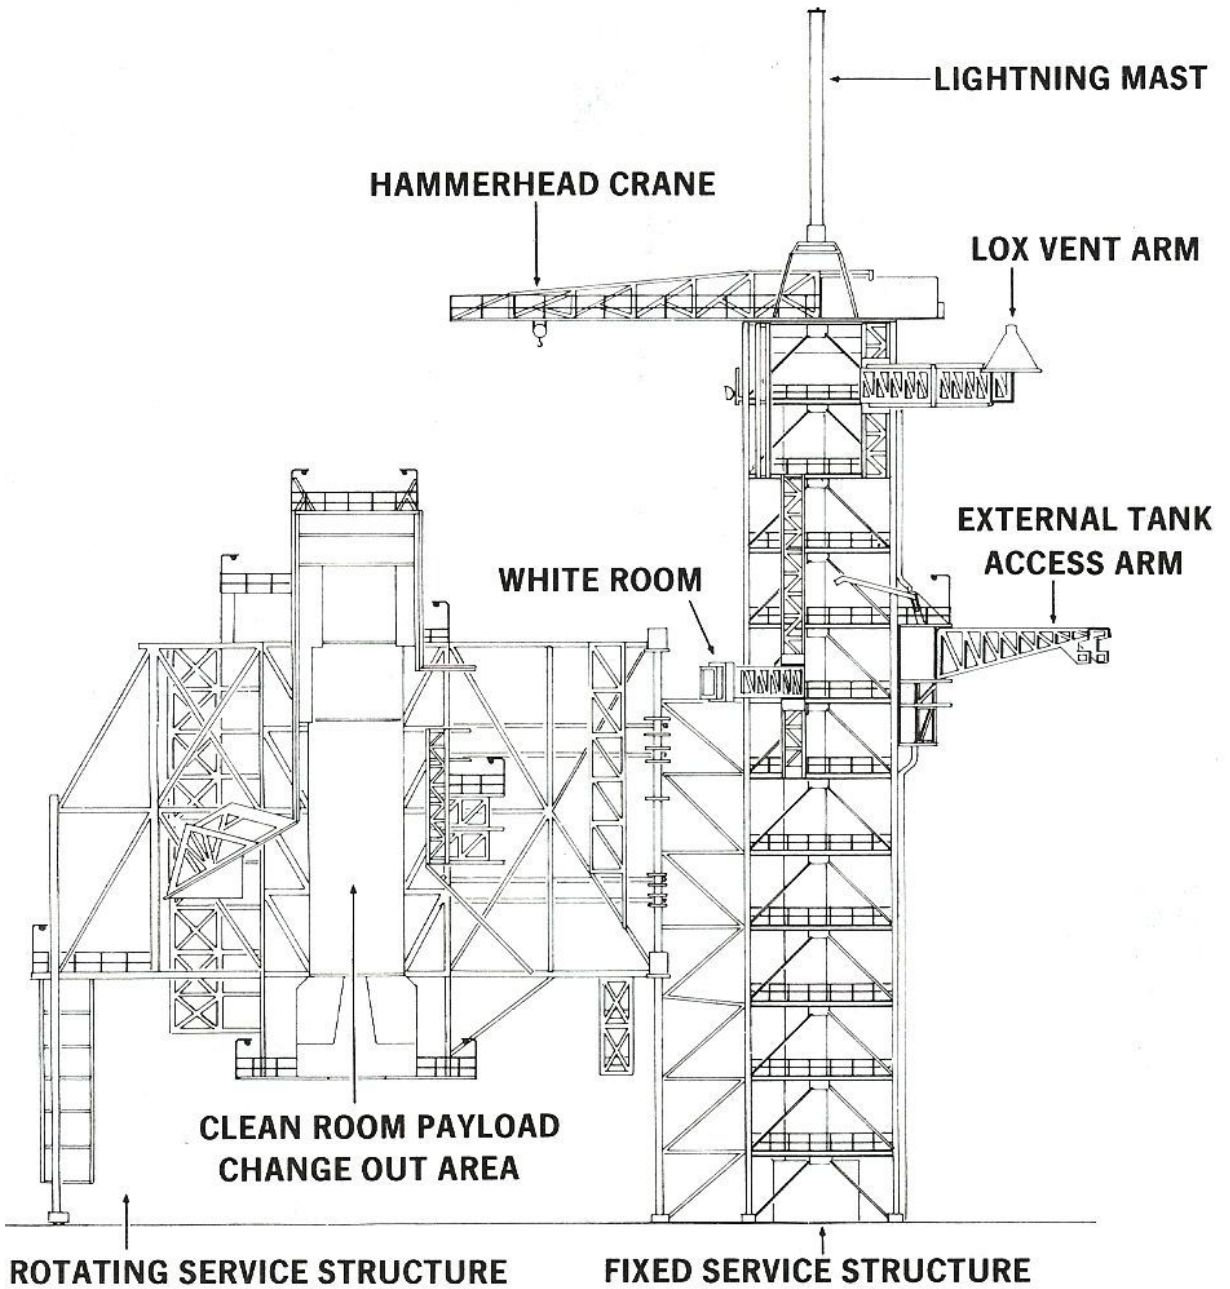 LIGHTNING MAST
HAMMERHEAD CRANE
LOX VENT ARM
EXTERNAL TANK
ACCESS ARM
WHITE ROOM
CLEAN ROOM PAYLOAD
CHANGE OUT AREA
ROTATING SERVICE STRUCTURE
FIXED SERVICE STRUCTURE